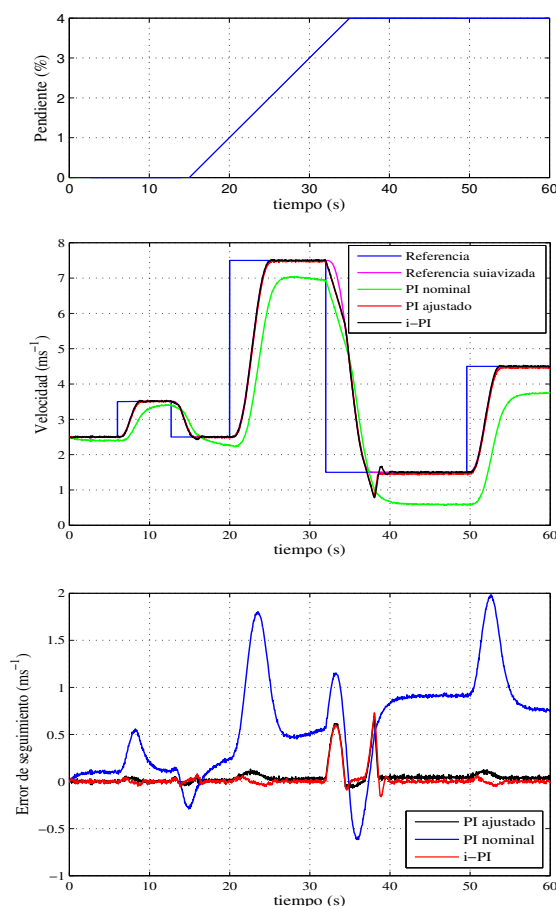 4
3
2
1
0
Pendiente (%)
0 10 20 30 40 50 60
tiempo (s)
8
7
6
5
4
3
2
1
0
Velocidad (ms⁻¹)
Referencia
Referencia suiavizada
PI nominal
PI ajustado
i−PI
0 10 20 30 40 50 60
tiempo (s)
2
1.5
1
0.5
0
−0.5
−1
Error de seguimiento (ms⁻¹)
PI ajustado
PI nominal
i−PI
0 10 20 30 40 50 60
tiempo (s)